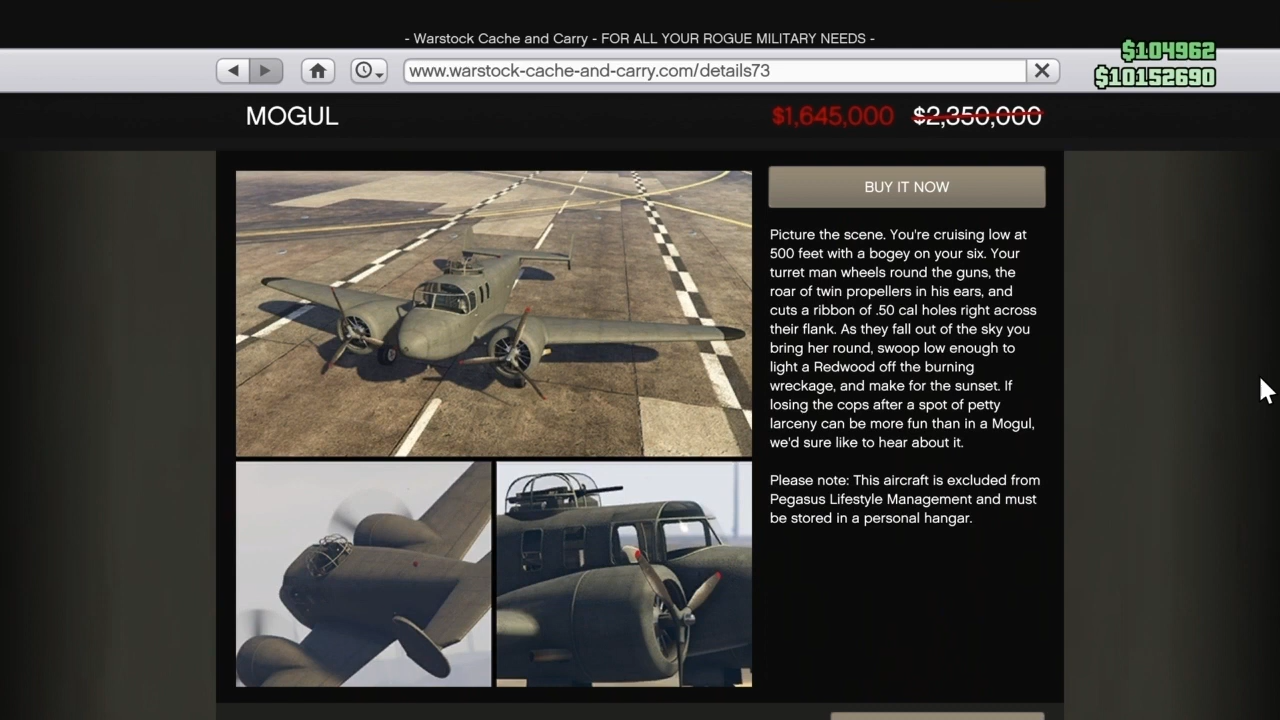 - Warstock Cache and Carry - FOR ALL YOUR ROGUE MILITARY NEEDS -
$104962
www.warstock-cache-and-carry.com/details73
$10152690
MOGUL
$1,645,000 $2,350,000
BUY IT NOW
Picture the scene. You're cruising low at
500 feet with a bogey on your six. Your
turret man wheels round the guns, the
roar of twin propellers in his ears, and
cuts a ribbon of .50 cal holes right across
their flank. As they fall out of the sky you
bring her round, swoop low enough to
light a Redwood off the burning
wreckage, and make for the sunset. If
losing the cops after a spot of petty
larceny can be more fun than in a Mogul,
we'd sure like to hear about it.
Please note: This aircraft is excluded from
Pegasus Lifestyle Management and must
be stored in a personal hangar.